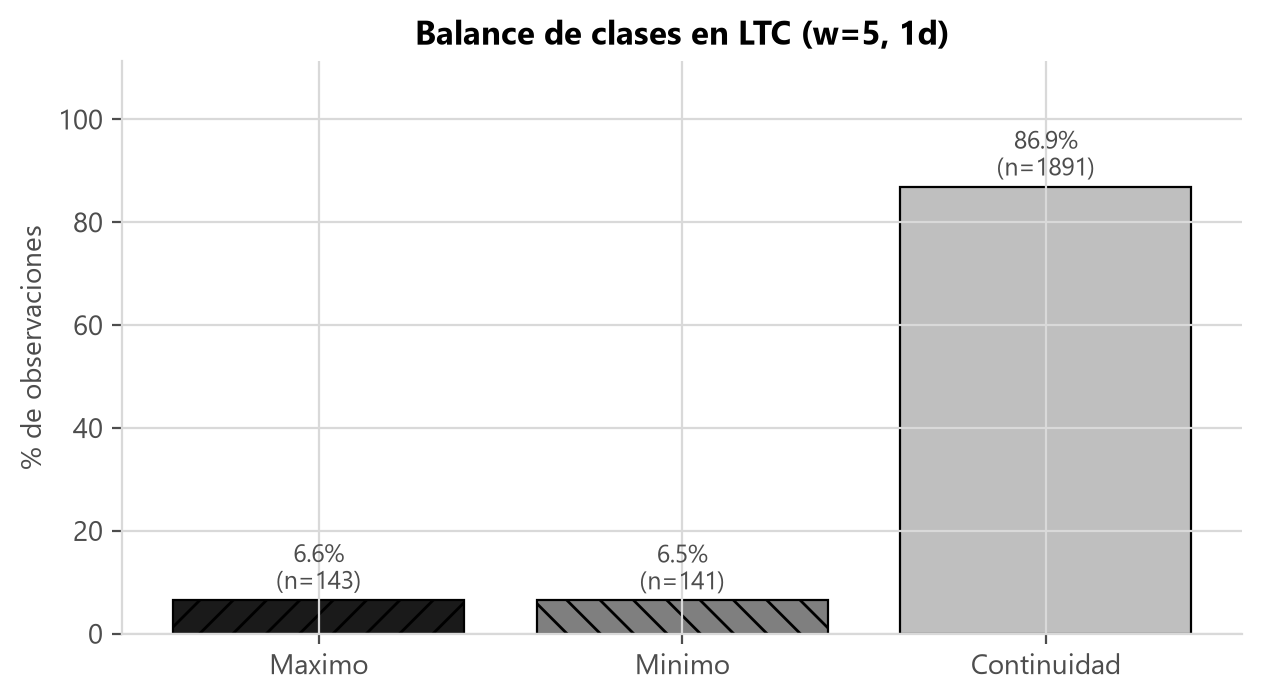 Balance de clases en LTC (w=5, 1d)
% de observaciones
100
80
60
40
20
0
6.6%
(n=143)
6.5%
(n=141)
86.9%
(n=1891)
Maximo
Minimo
Continuidad